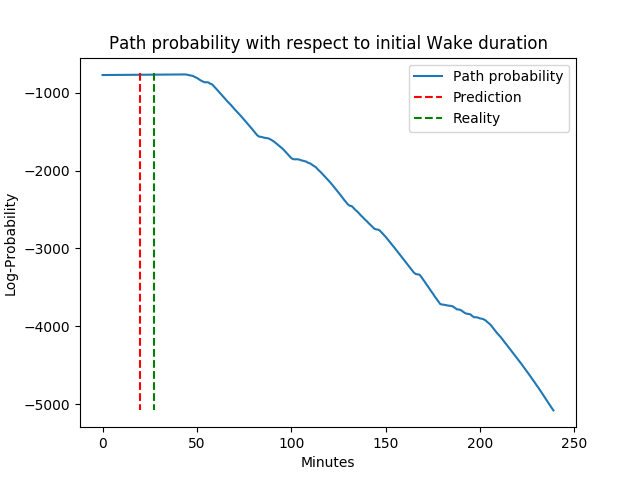 Path probability with respect to initial Wake duration
Path probability
Prediction
Reality
Log-Probability
−1000
−2000
−3000
−4000
−5000
0 50 100 150 200 250
Minutes